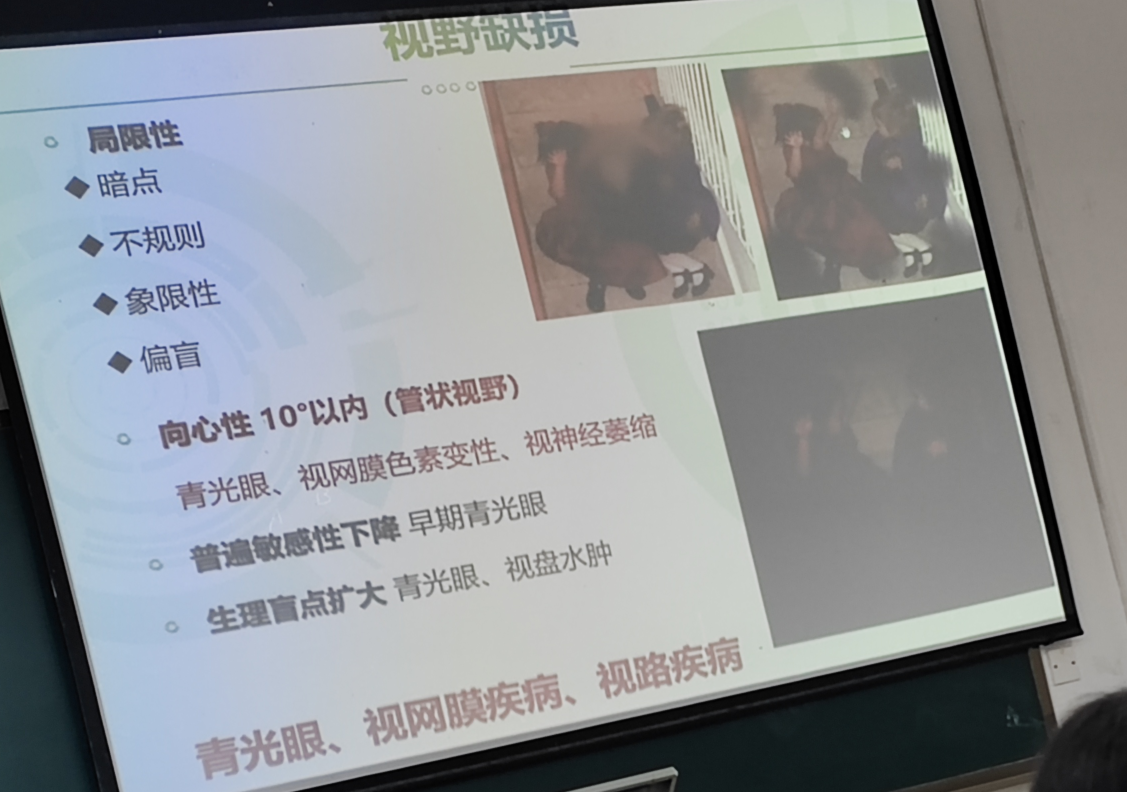 视野缺损
局限性
暗点
不规则
象限性
偏盲
向心性 10°以内（管状视野）
青光眼、视网膜色素变性、视神经萎缩
普遍敏感性下降 早期青光眼
生理盲点扩大 青光眼、视盘水肿
青光眼、视网膜疾病、视路疾病